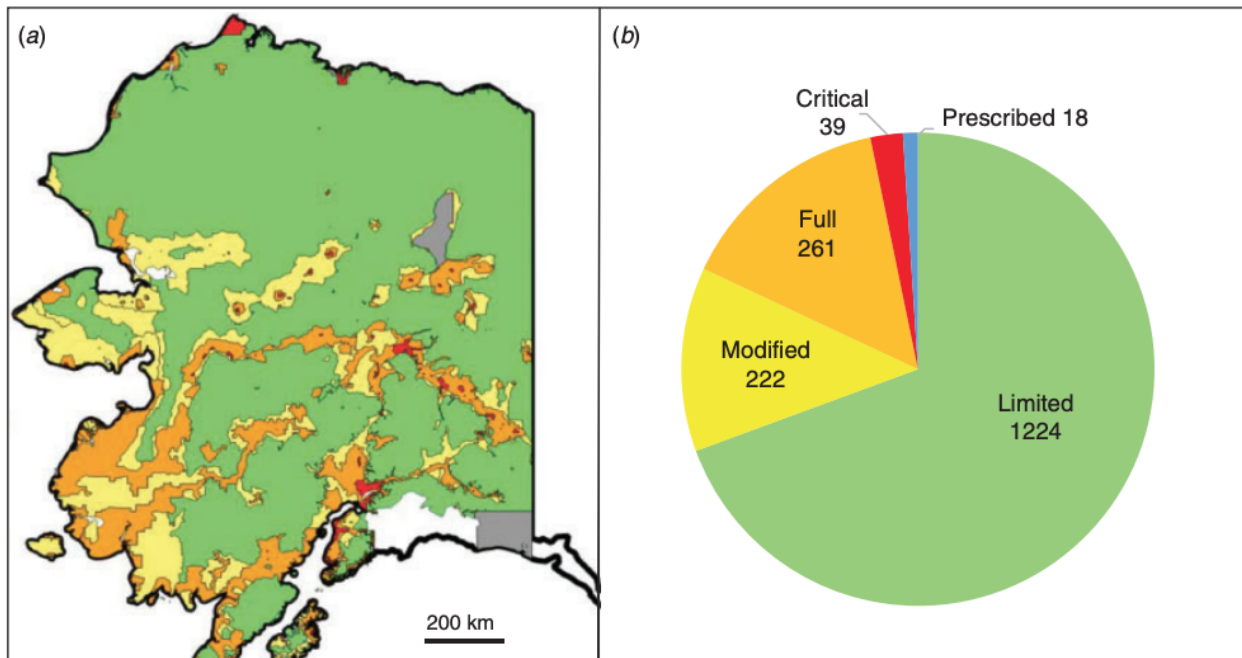 (a)
200 km
(b)
Critical
39
Prescribed 18
Full
261
Modified
222
Limited
1224